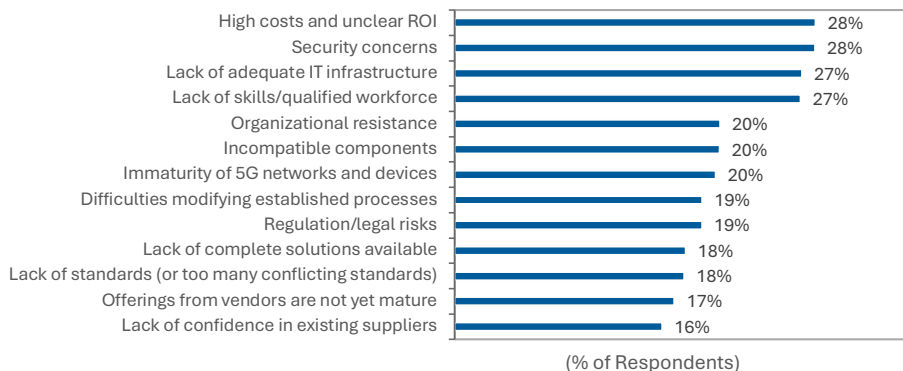 High costs and unclear ROI 28%
Security concerns 28%
Lack of adequate IT infrastructure 27%
Lack of skills/qualified workforce 27%
Organizational resistance 20%
Incompatible components 20%
Immaturity of 5G networks and devices 20%
Difficulties modifying established processes 19%
Regulation/legal risks 19%
Lack of complete solutions available 18%
Lack of standards (or too many conflicting standards) 18%
Offerings from vendors are not yet mature 17%
Lack of confidence in existing suppliers 16%
(% of Respondents)